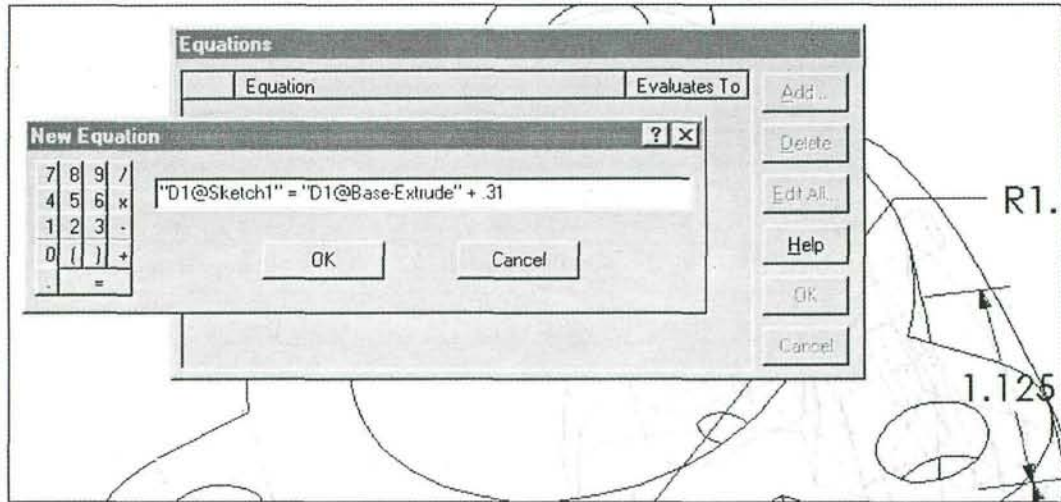 Equations
Equation Evaluates To
Add...
Delete
Edit All...
Help
OK
Cancel
New Equation ? ×
7 8 9 /
4 5 6 x
1 2 3 -
0 ( ) +
. =
"D1@Sketch1" = "D1@Base-Extrude" + .31
OK Cancel
R1.
1.125